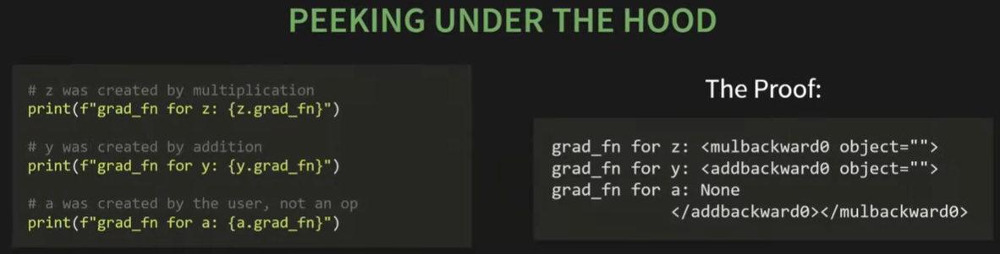 PEEKING UNDER THE HOOD
# z was created by multiplication
print(f"grad_fn for z: {z.grad_fn}")
# y was created by addition
print(f"grad_fn for y: {y.grad_fn}")
# a was created by the user, not an op
print(f"grad_fn for a: {a.grad_fn}")
The Proof:
grad_fn for z: <mulbackward0 object="">
grad_fn for y: <addbackward0 object="">
grad_fn for a: None
</addbackward0></mulbackward0>